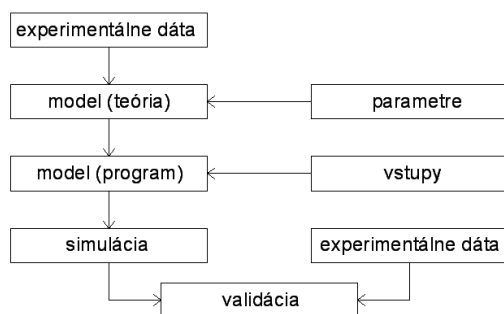 experimentálne dáta
model (teória)
parametre
model (program)
vstupy
simulácia
experimentálne dáta
validácia